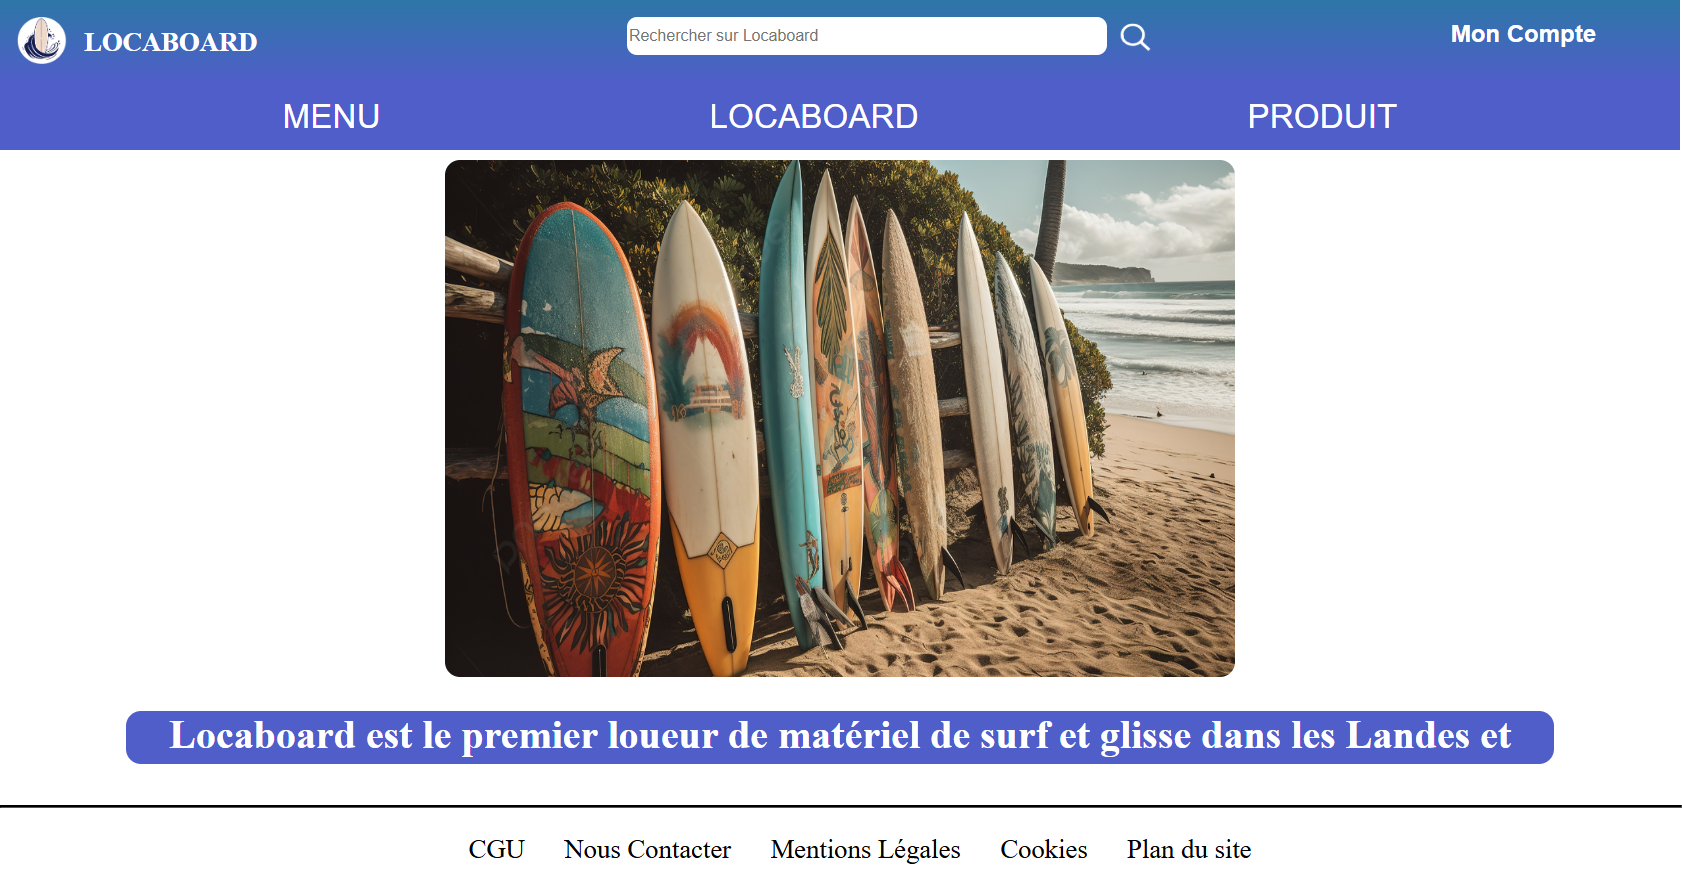 LOCABOARD
Rechercher sur Locaboard
Mon Compte
MENU
LOCABOARD
PRODUIT
Locaboard est le premier loueur de matériel de surf et glisse dans les Landes et
CGU
Nous Contacter
Mentions Légales
Cookies
Plan du site